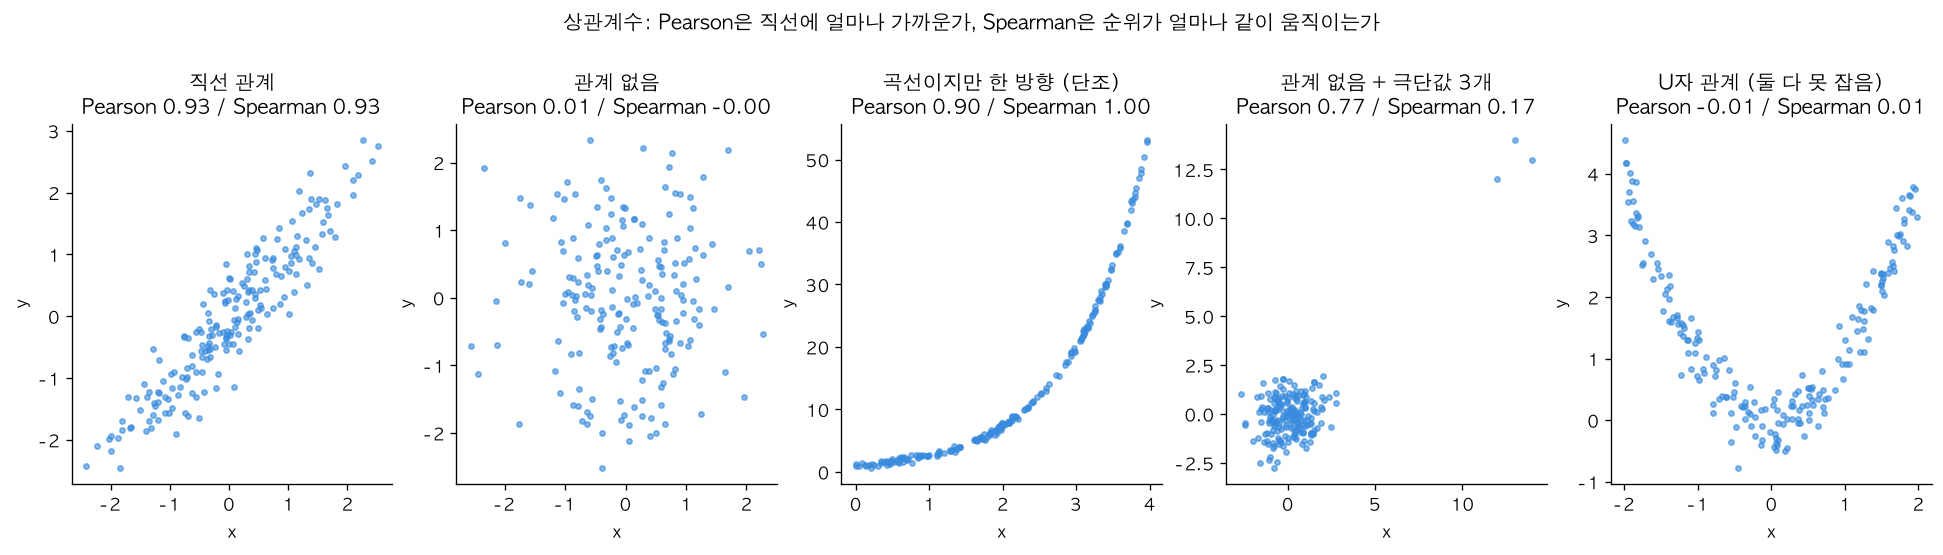 상관계수: Pearson은 직선에 얼마나 가까운가, Spearman은 순위가 얼마나 같이 움직이는가
직선 관계
Pearson 0.93 / Spearman 0.93
3
2
1
0
-1
-2
y
-2 -1 0 1 2
x
관계 없음
Pearson 0.01 / Spearman -0.00
2
1
0
-1
-2
y
-2 -1 0 1 2
x
곡선이지만 한 방향 (단조)
Pearson 0.90 / Spearman 1.00
50
40
30
20
10
0
y
0 1 2 3 4
x
관계 없음 + 극단값 3개
Pearson 0.77 / Spearman 0.17
12.5
10.0
7.5
5.0
2.5
0.0
-2.5
y
0 5 10
x
U자 관계 (둘 다 못 잡음)
Pearson -0.01 / Spearman 0.01
4
3
2
1
0
-1
y
-2 -1 0 1 2
x